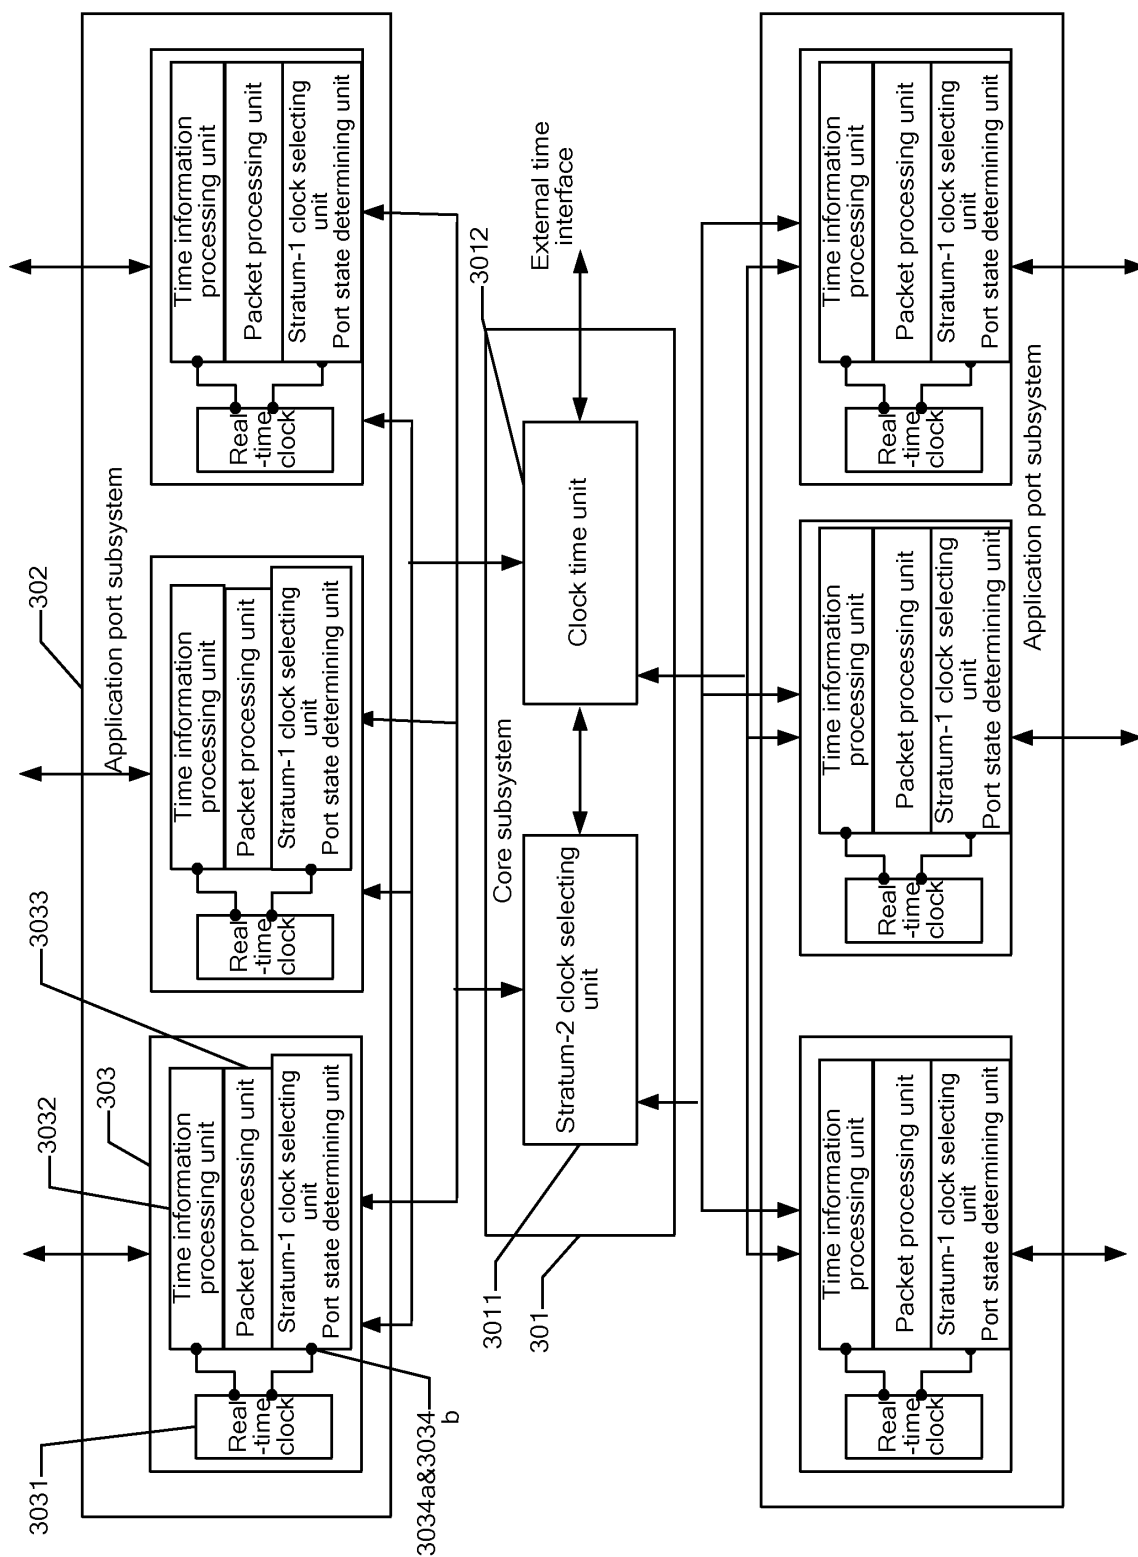 3031
3032
3033
302
303
Application port subsystem
Time information
processing unit
Packet processing unit
Stratum-1 clock selecting
unit
Port state determining unit
Real
-time
clock
Time information
processing unit
Packet processing unit
Stratum-1 clock selecting
unit
Port state determining unit
Real
-time
clock
Time information
processing unit
Packet processing unit
Stratum-1 clock selecting
unit
Port state determining unit
Real
-time
clock
3034a&3034
b
3011
301
Core subsystem
3012
External time
interface
Stratum-2 clock selecting
unit
Clock time unit
Time information
processing unit
Packet processing unit
Stratum-1 clock selecting
unit
Port state determining unit
Real
-time
clock
Time information
processing unit
Packet processing unit
Stratum-1 clock selecting
unit
Port state determining unit
Real
-time
clock
Time information
processing unit
Packet processing unit
Stratum-1 clock selecting
unit
Port state determining unit
Real
-time
clock
Application port subsystem